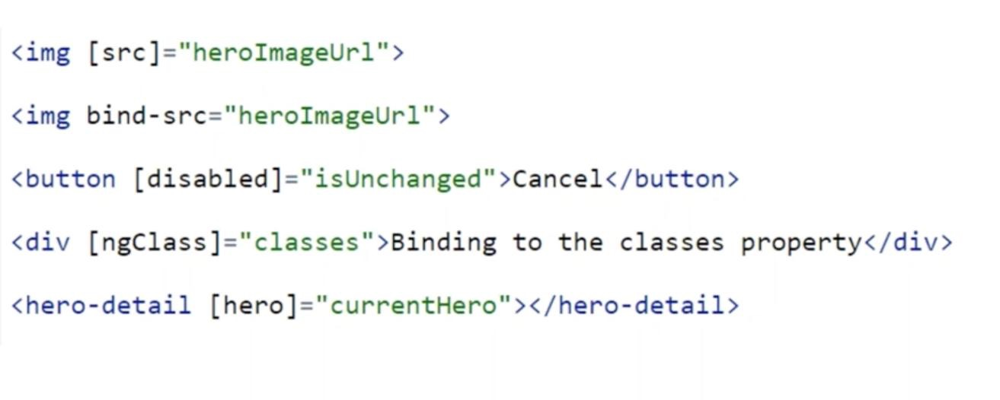 <img [src]="heroImageUrl">
<img bind-src="heroImageUrl">
<button [disabled]="isUnchanged">Cancel</button>
<div [ngClass]="classes">Binding to the classes property</div>
<hero-detail [hero]="currentHero"></hero-detail>